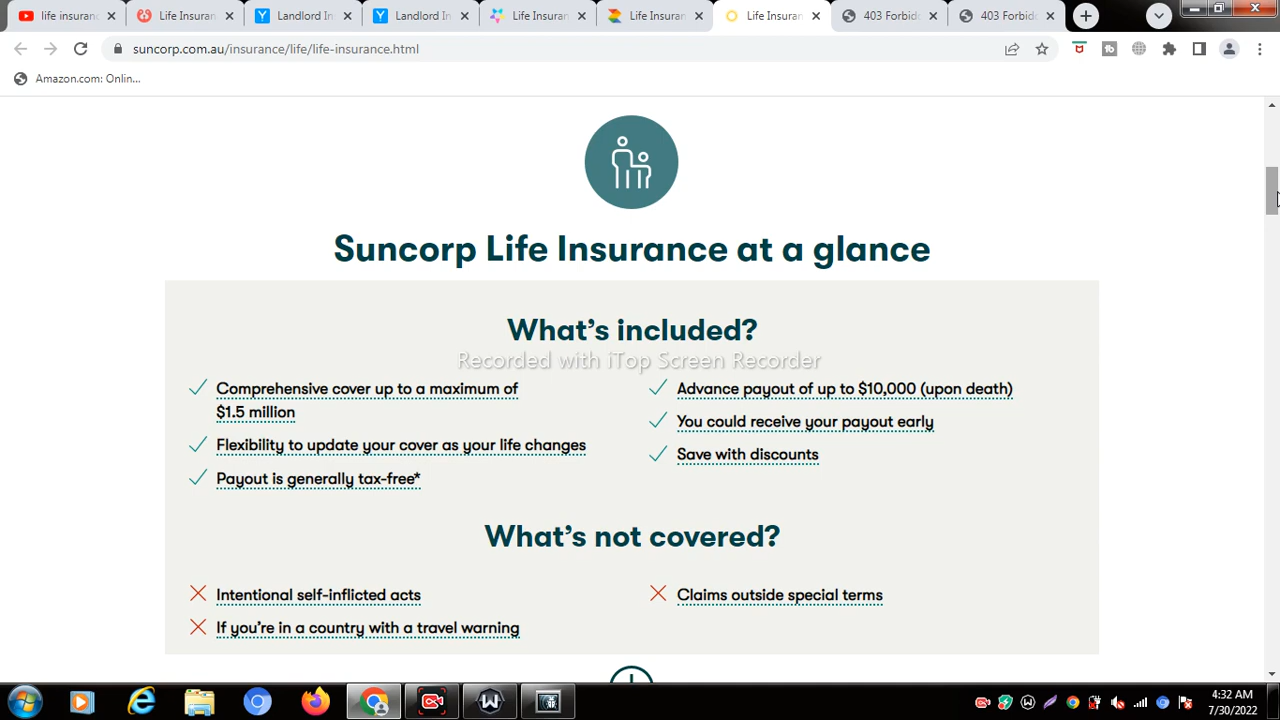 life insuranc
Life Insuran
Landlord In
Landlord In
Life Insura
Life Insuran
Life Insuran
403 Forbid
403 Forbid
suncorp.com.au/insurance/life/life-insurance.html
Amazon.com: Onlin...
Suncorp Life Insurance at a glance
What's included?
Recorded with iTop Screen Recorder
Comprehensive cover up to a maximum of
$1.5 million
Flexibility to update your cover as your life changes
Payout is generally tax-free*
Advance payout of up to $10,000 (upon death)
You could receive your payout early
Save with discounts
What's not covered?
Intentional self-inflicted acts
If you're in a country with a travel warning
Claims outside special terms
4:32 AM
7/30/2022